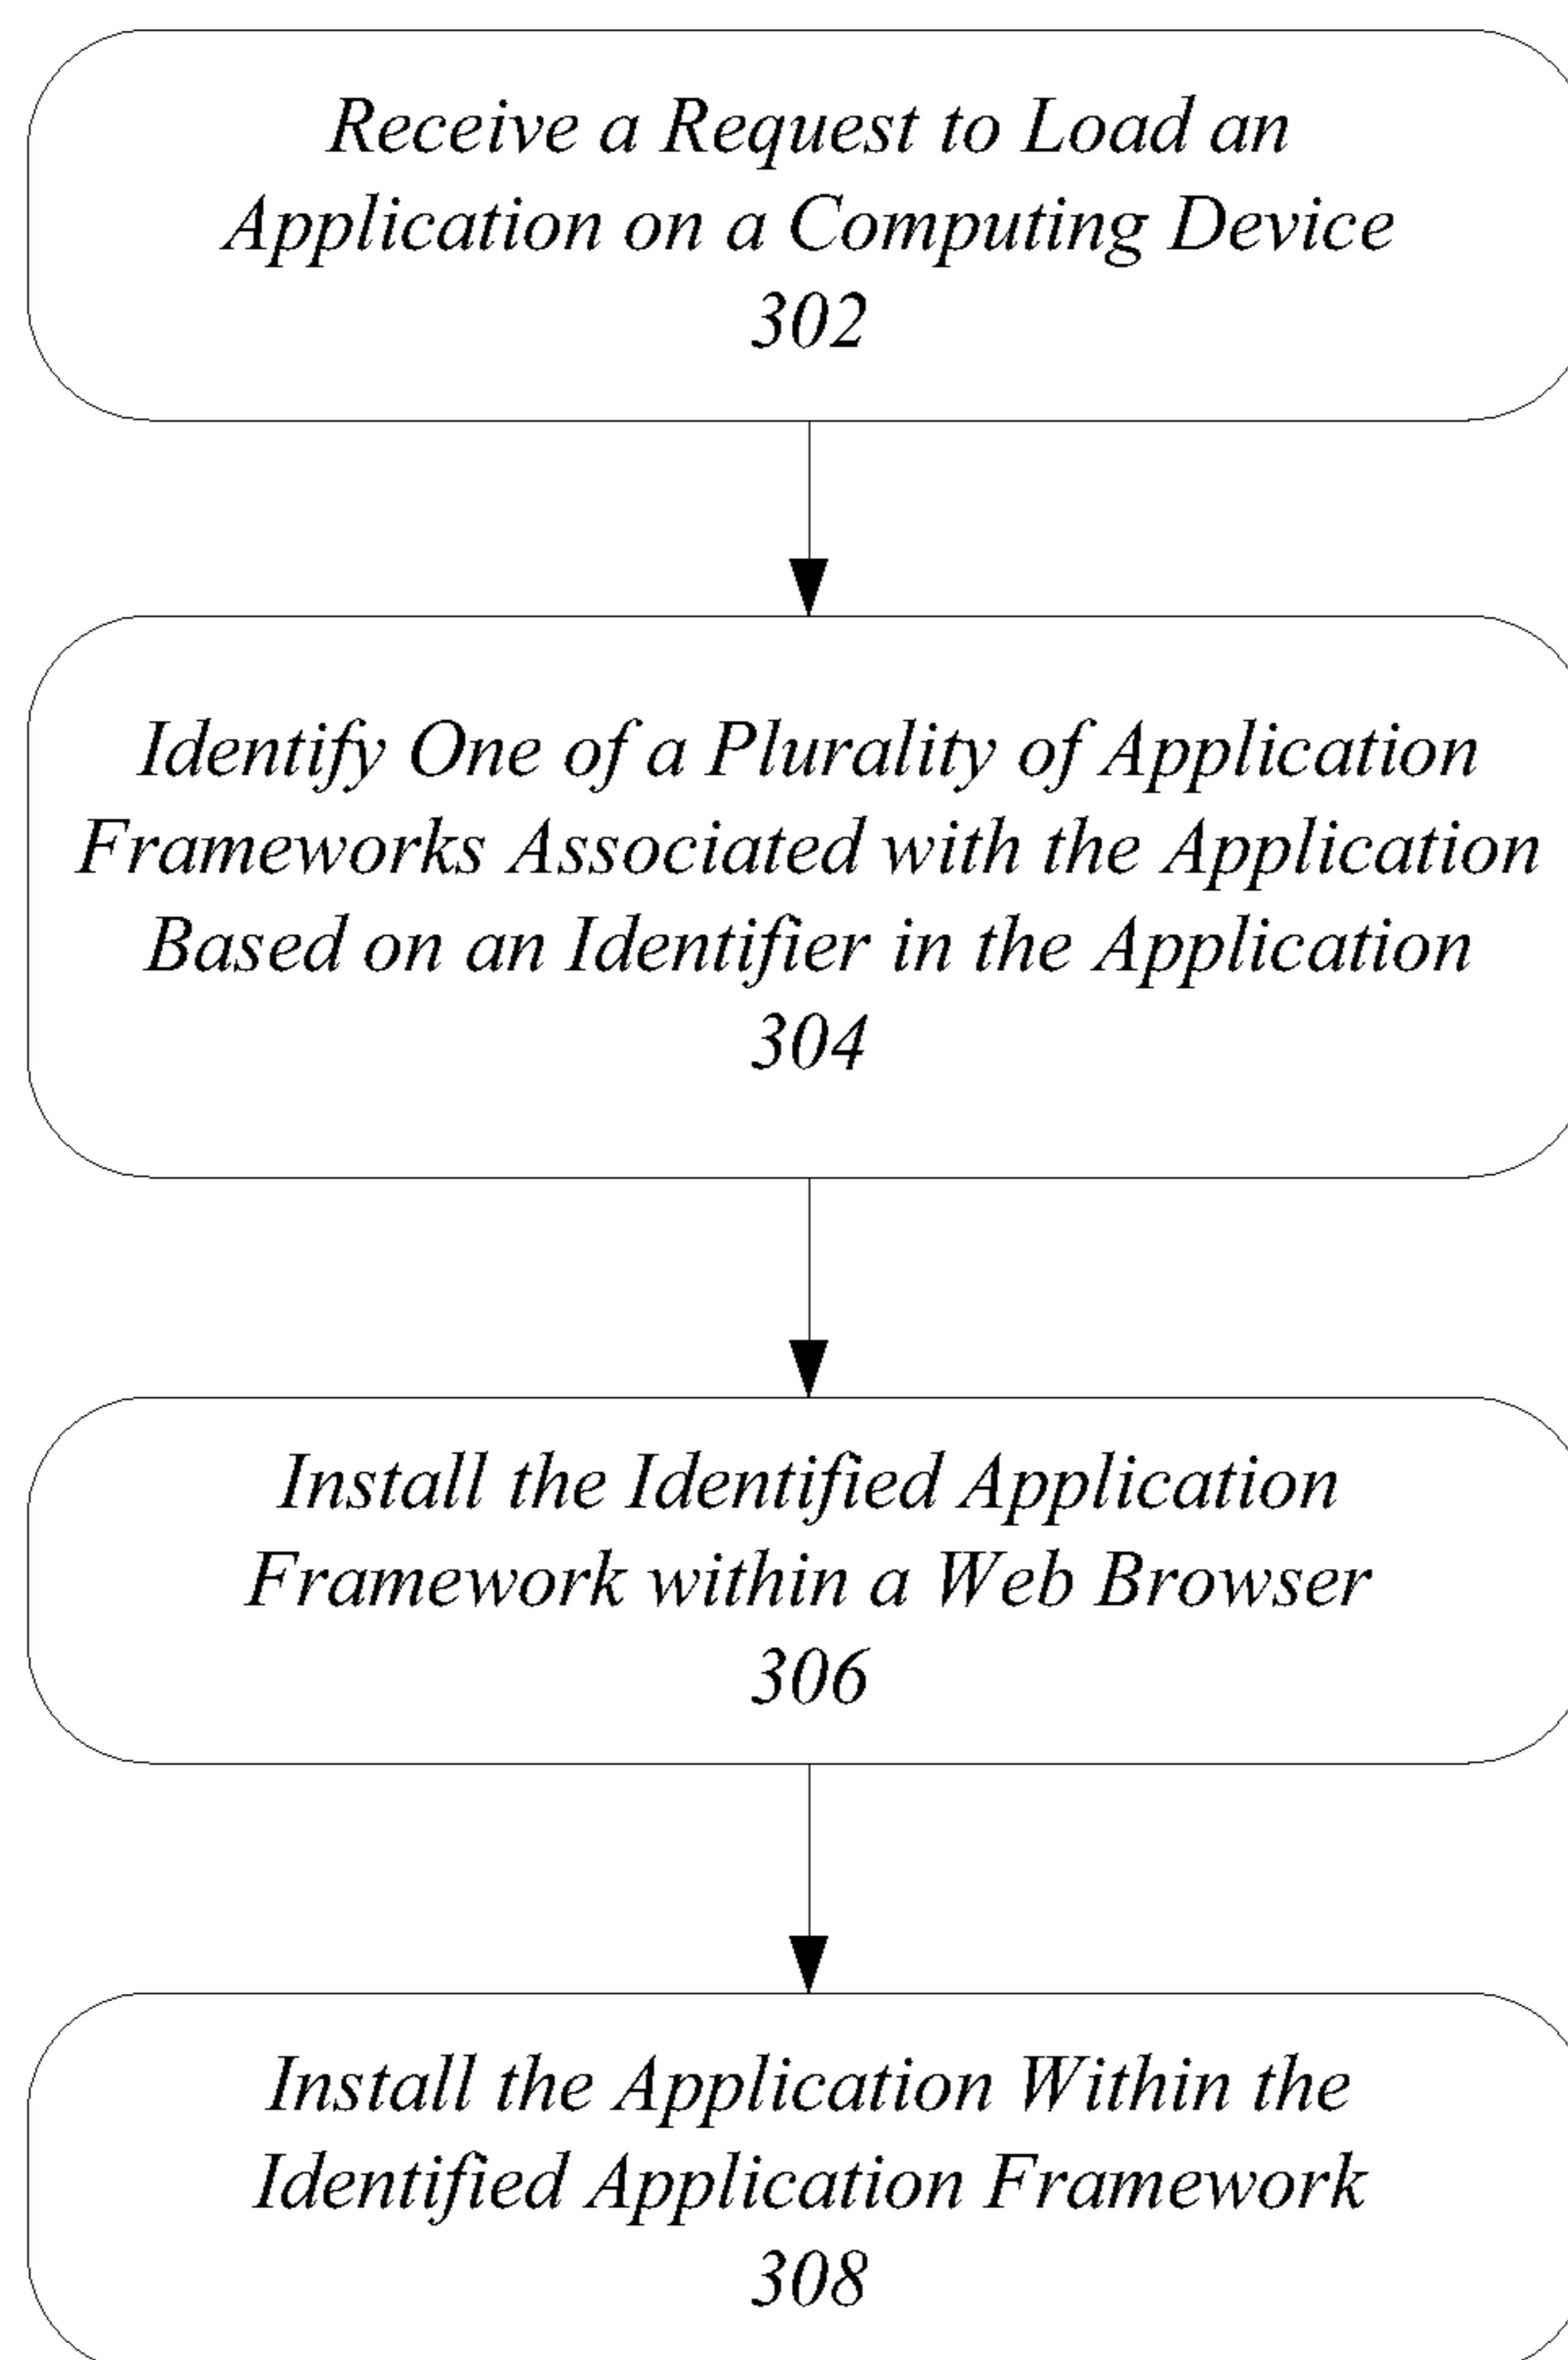 Receive a Request to Load an
Application on a Computing Device
302
Identify One of a Plurality of Application
Frameworks Associated with the Application
Based on an Identifier in the Application
304
Install the Identified Application
Framework within a Web Browser
306
Install the Application Within the
Identified Application Framework
308